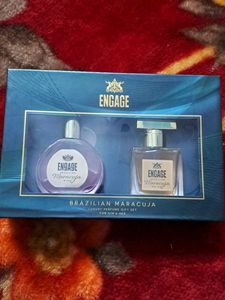 ENGAGE
ENGAGE
Maracuja
ENGAGE
Maracuja
BRAZILIAN MARACUJA
LUXURY PERFUME GIFT SET
FOR HIM & HER